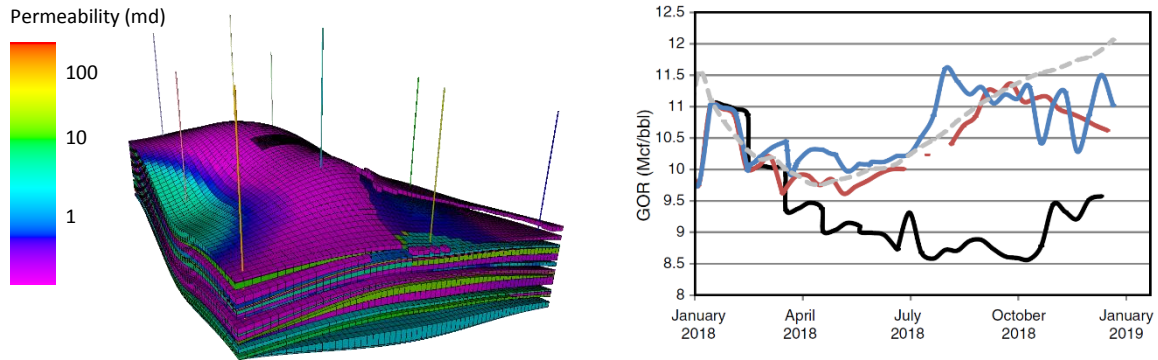 Permeability (md)
100
10
1
GOR (Mcf/bbl)
12.5
12
11.5
11
10.5
10
9.5
9
8.5
8
January
2018
April
2018
July
2018
October
2018
January
2019